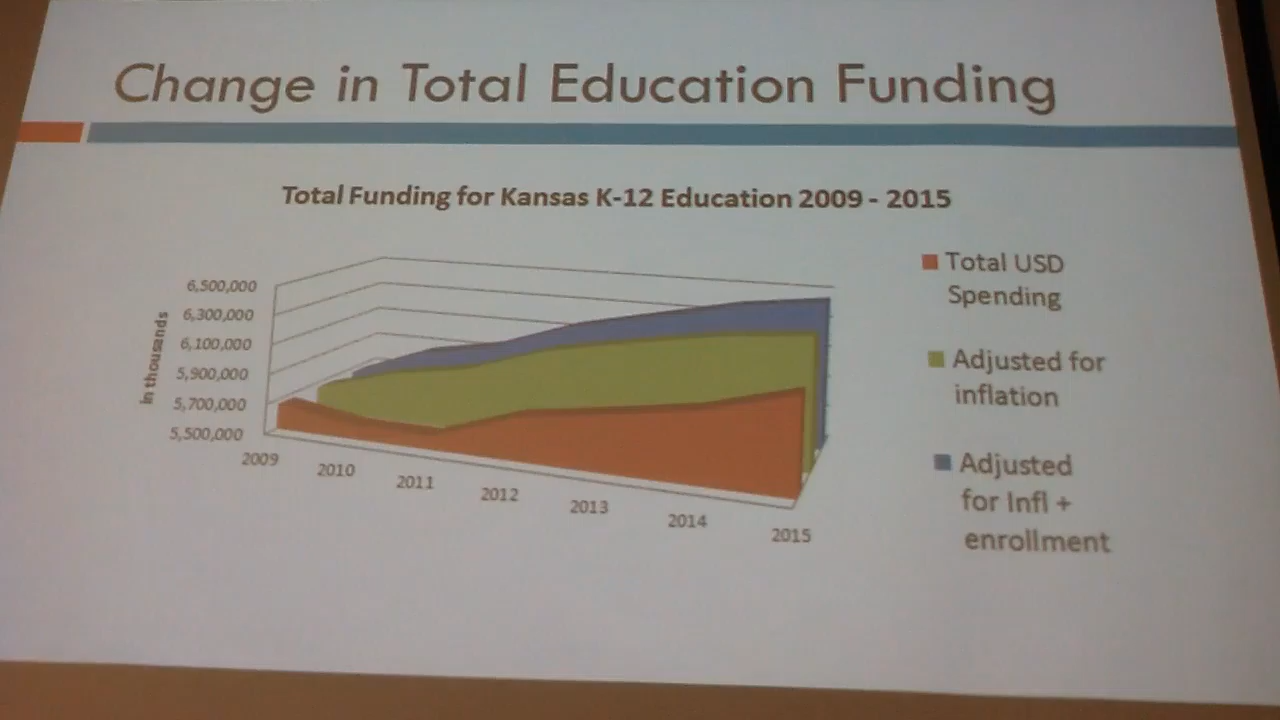 Change in Total Education Funding
Total Funding for Kansas K-12 Education 2009 - 2015
in thousands
6,500,000
6,300,000
6,100,000
5,900,000
5,700,000
5,500,000
2009
2010
2011
2012
2013
2014
2015
Total USD
Spending
Adjusted for
inflation
Adjusted
for Infl +
enrollment